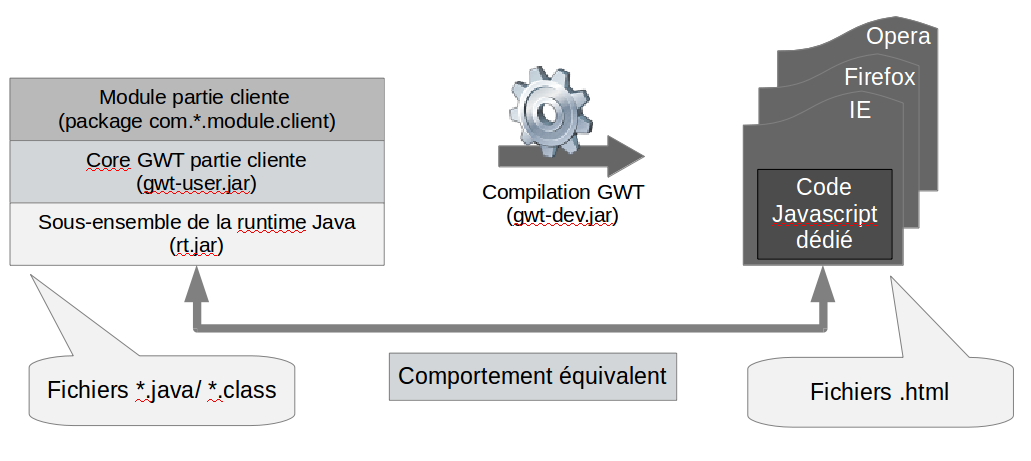 Module partie cliente
(package com.*.module.client)
Core GWT partie cliente
(gwt-user.jar)
Sous-ensemble de la runtime Java
(rt.jar)
Fichiers *.java/ *.class
Compilation GWT
(gwt-dev.jar)
Comportement équivalent
Opera
Firefox
IE
Code
Javascript
dédié
Fichiers .html